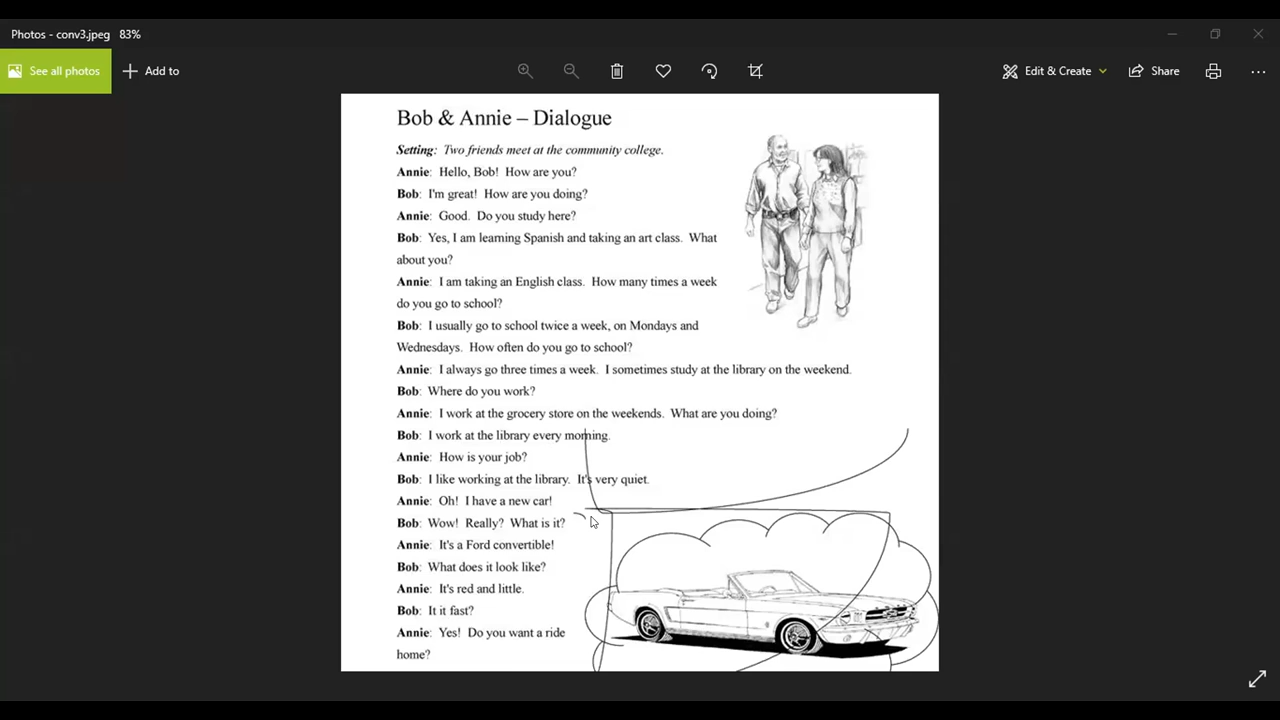 Photos - conv3.jpeg 83%
See all photos
Add to
Edit & Create
Share
Bob & Annie – Dialogue
Setting: Two friends meet at the community college.
Annie: Hello, Bob! How are you?
Bob: I'm great! How are you doing?
Annie: Good. Do you study here?
Bob: Yes, I am learning Spanish and taking an art class. What
about you?
Annie: I am taking an English class. How many times a week
do you go to school?
Bob: I usually go to school twice a week, on Mondays and
Wednesdays. How often do you go to school?
Annie: I always go three times a week. I sometimes study at the library on the weekend.
Bob: Where do you work?
Annie: I work at the grocery store on the weekends. What are you doing?
Bob: I work at the library every morning.
Annie: How is your job?
Bob: I like working at the library. It's very quiet.
Annie: Oh! I have a new car!
Bob: Wow! Really? What is it?
Annie: It's a Ford convertible!
Bob: What does it look like?
Annie: It's red and little.
Bob: It it fast?
Annie: Yes! Do you want a ride
home?